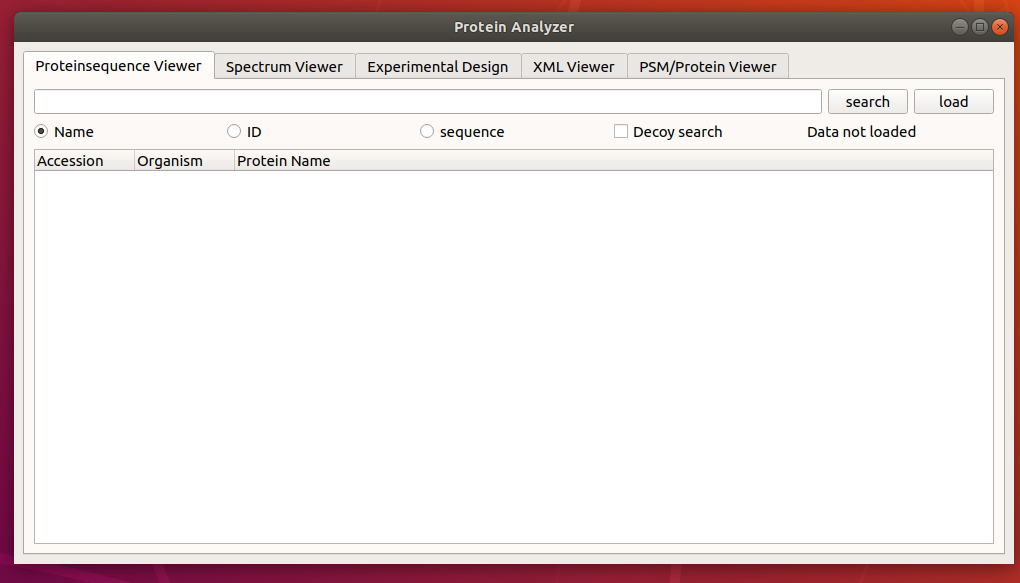 Protein Analyzer
Proteinsequence Viewer Spectrum Viewer Experimental Design XML Viewer PSM/Protein Viewer
search load
Name ID sequence Decoy search Data not loaded
Accession Organism Protein Name